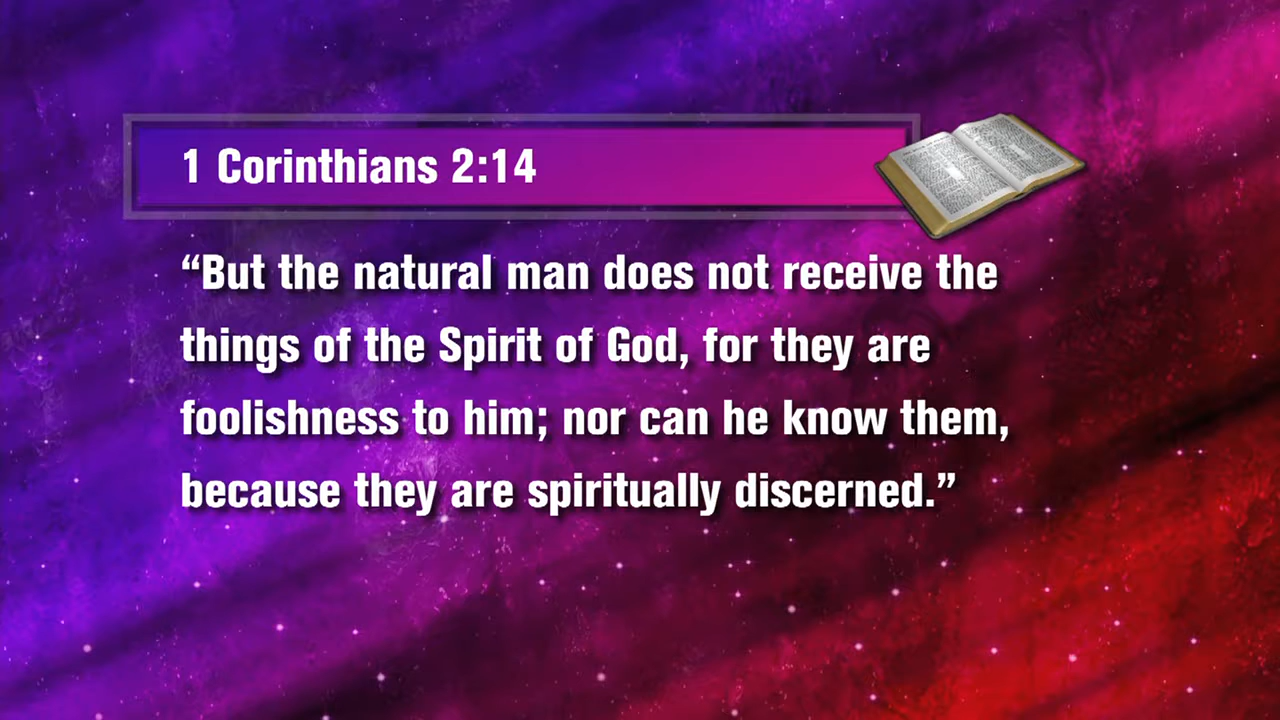 1 Corinthians 2:14
“But the natural man does not receive the
things of the Spirit of God, for they are
foolishness to him; nor can he know them,
because they are spiritually discerned.”